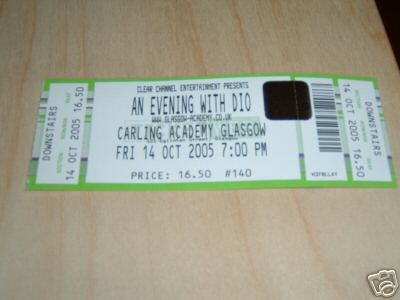 CLEAR CHANNEL ENTERTAINMENT PRESENTS
AN EVENING WITH DIO
WWW.GLASGOW-ACADEMY.CO.UK
CARLING ACADEMY GLASGOW
FRI 14 OCT 2005 7:00 PM
PRICE: 16.50 #140
DOWNSTAIRS
14 OCT 2005 16.50
14 OCT 2005 16.50
DOWNSTAIRS